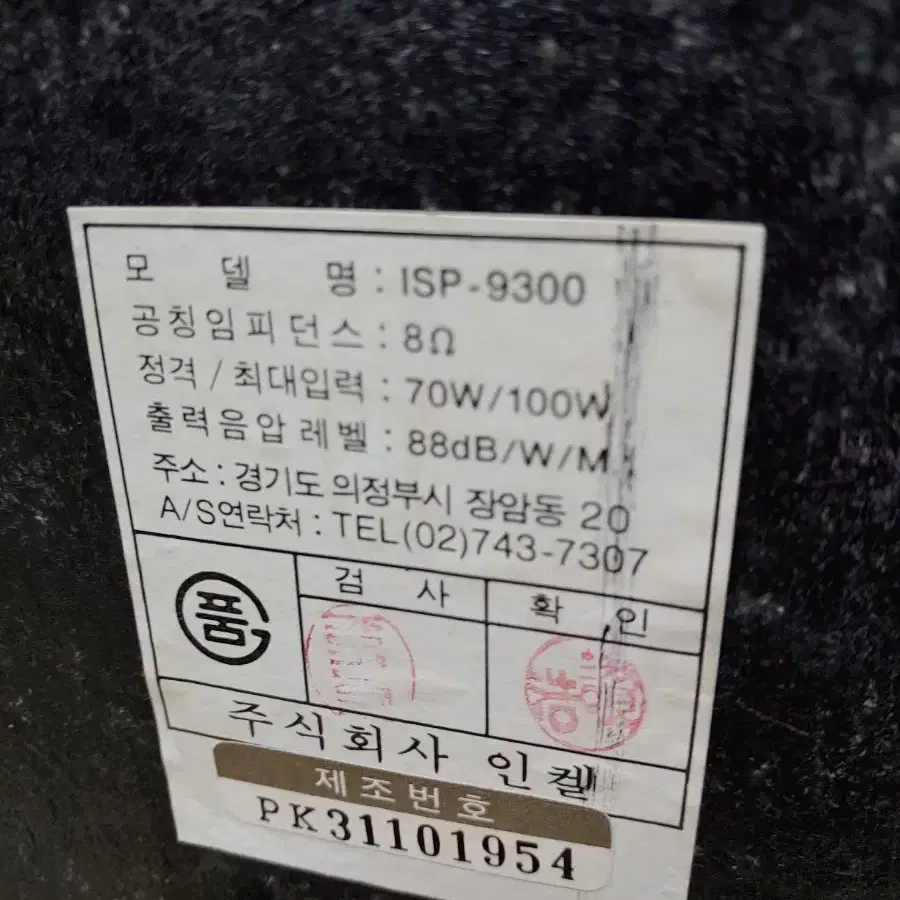 모 델 명 : ISP-9300
공칭임피던스 : 8Ω
정격 / 최대입력 : 70W/100W
출력음압 레벨 : 88dB/W/M
주소 : 경기도 의정부시 장암동 20
A/S연락처 : TEL(02)743-7307
검 사
확 인
품
주식회사 인켈
제조번호
PK31101954